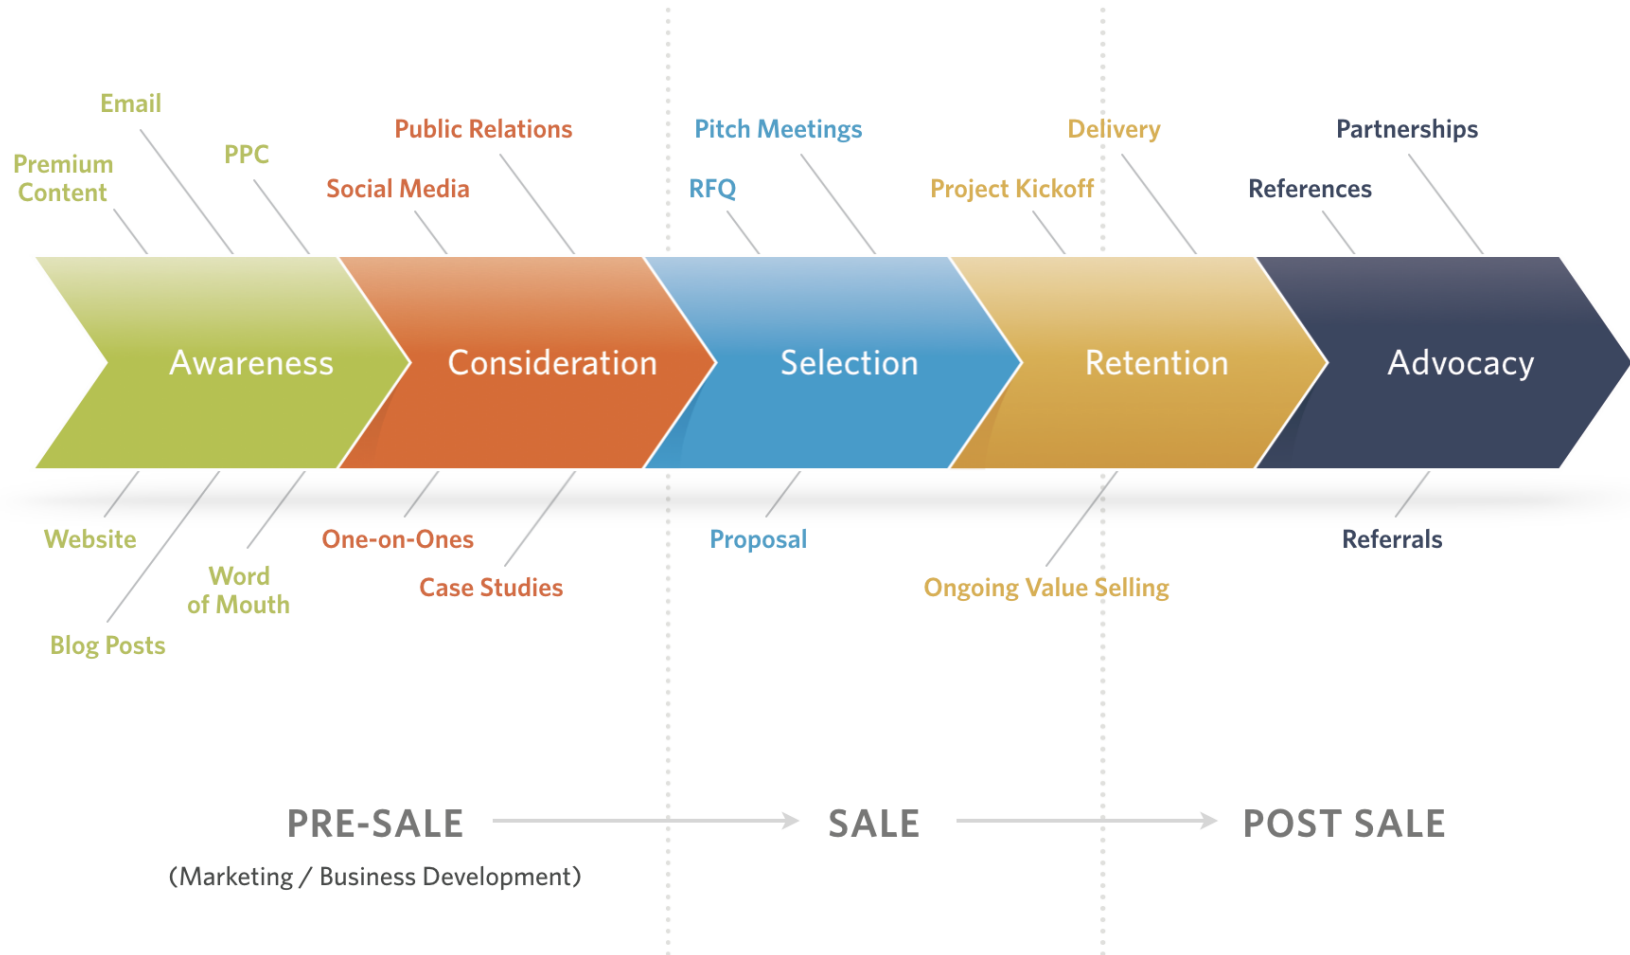 Email
Public Relations
Pitch Meetings
Delivery
Partnerships
PPC
Premium
Content
Social Media
RFQ
Project Kickoff
References
Awareness
Consideration
Selection
Retention
Advocacy
Website
One-on-Ones
Proposal
Referrals
Word
of Mouth
Case Studies
Ongoing Value Selling
Blog Posts
PRE-SALE
SALE
POST SALE
(Marketing / Business Development)